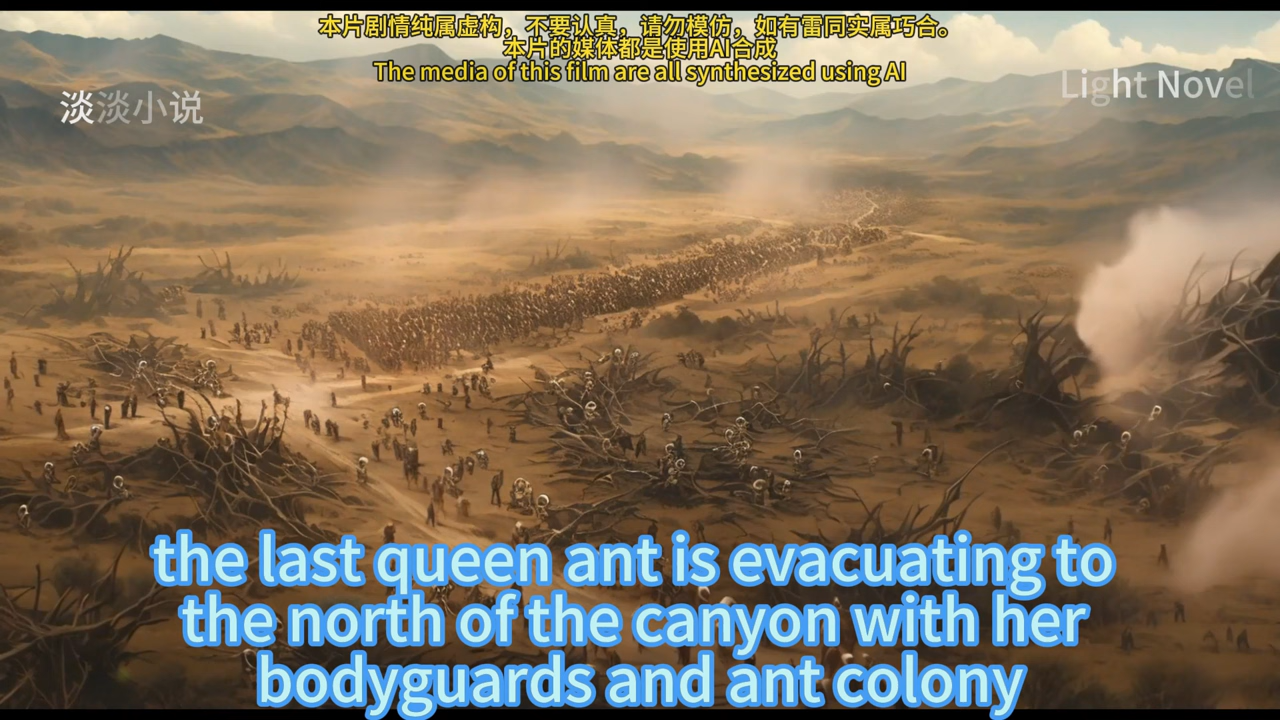 本片剧情纯属虚构，不要认真，请勿模仿，如有雷同实属巧合。
本片的媒体都是使用AI合成
The media of this film are all synthesized using AI
淡淡小说
Light Novel
the last queen ant is evacuating to
the north of the canyon with her
bodyguards and ant colony